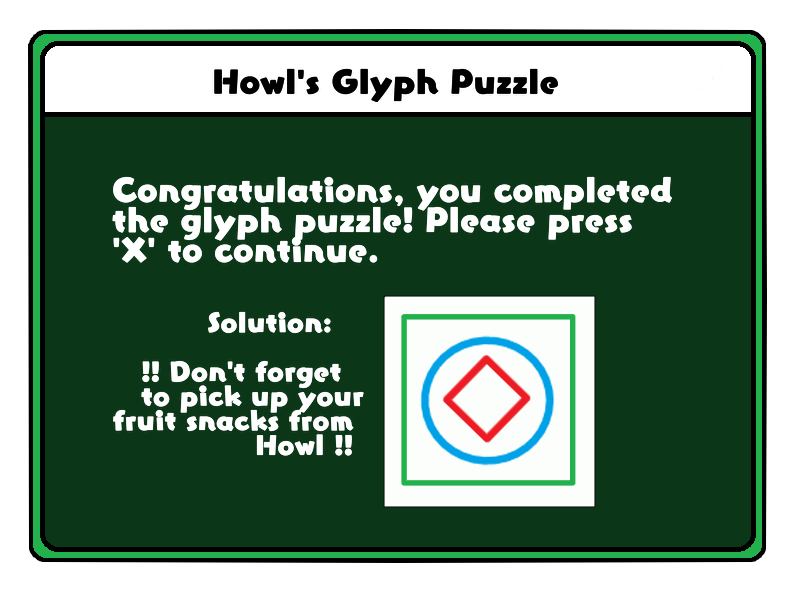 Howl's Glyph Puzzle
Congratulations, you completed
the glyph puzzle! Please press
'X' to continue.
Solution:
!! Don't forget
to pick up your
fruit snacks from
Howl !!